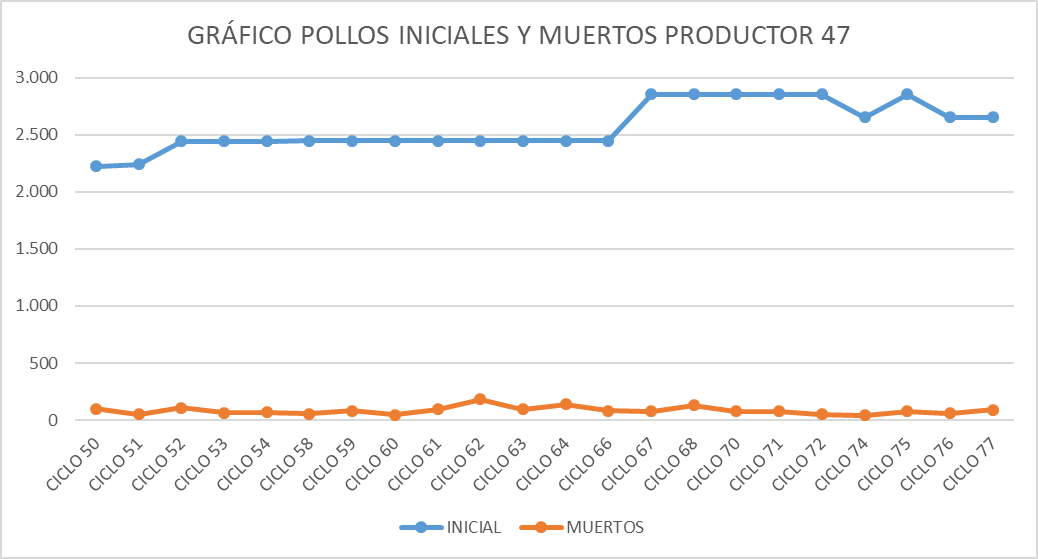 GRÁFICO POLLOS INICIALES Y MUERTOS PRODUCTOR 47
3.000
2.500
2.000
1.500
1.000
500
0
CICLO 50
CICLO 51
CICLO 52
CICLO 53
CICLO 54
CICLO 58
CICLO 59
CICLO 60
CICLO 61
CICLO 62
CICLO 63
CICLO 64
CICLO 66
CICLO 67
CICLO 68
CICLO 70
CICLO 71
CICLO 72
CICLO 74
CICLO 75
CICLO 76
CICLO 77
INICIAL MUERTOS